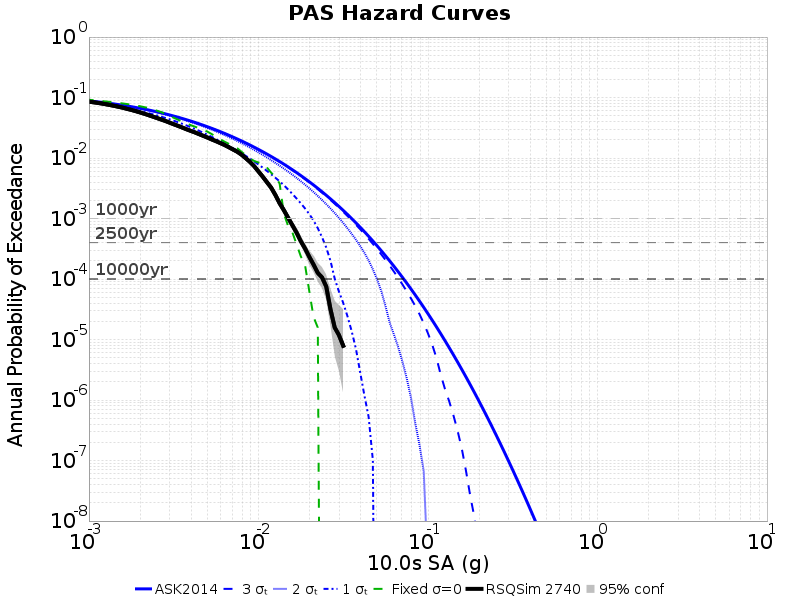 PAS Hazard Curves
Annual Probability of Exceedance
10^0
10^-1
10^-2
10^-3
10^-4
10^-5
10^-6
10^-7
10^-8
1000yr
2500yr
10000yr
10^-3 10^-2 10^-1 10^0 10^1
10.0s SA (g)
ASK2014 3 σₜ 2 σₜ 1 σₜ Fixed σ=0 RSQSim 2740 95% conf